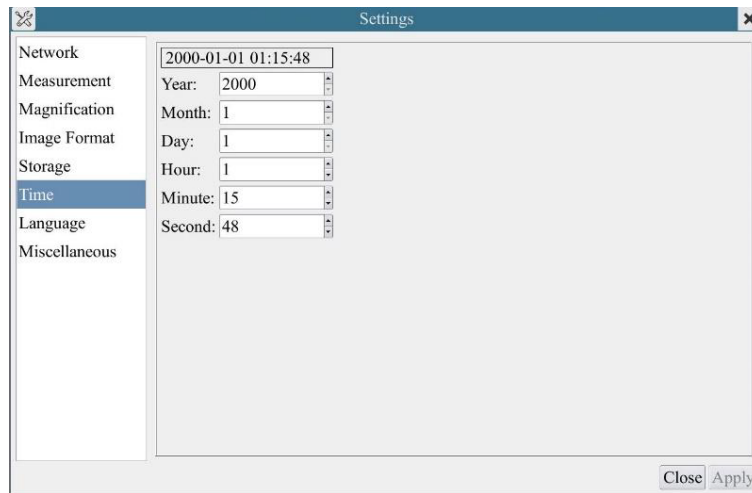 Settings
Network
Measurement
Magnification
Image Format
Storage
Time
Language
Miscellaneous
2000-01-01 01:15:48
Year: 2000
Month: 1
Day: 1
Hour: 1
Minute: 15
Second: 48
Close Apply